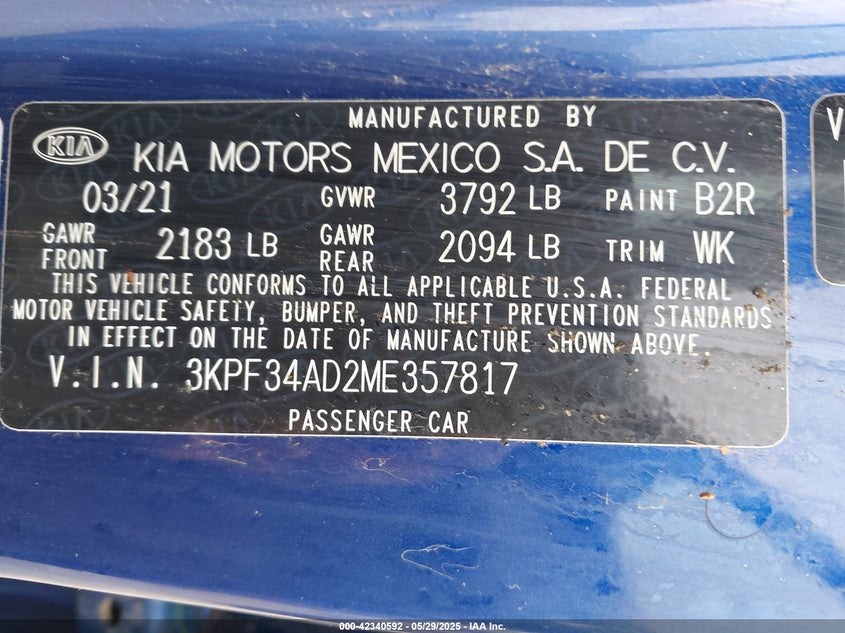 MANUFACTURED BY
KIA KIA MOTORS MEXICO S.A. DE C.V.
03/21 GVWR 3792 LB PAINT B2R
GAWR FRONT 2183 LB GAWR REAR 2094 LB TRIM WK
THIS VEHICLE CONFORMS TO ALL APPLICABLE U.S.A. FEDERAL
MOTOR VEHICLE SAFETY, BUMPER, AND THEFT PREVENTION STANDARDS
IN EFFECT ON THE DATE OF MANUFACTURE SHOWN ABOVE.
V.I.N. 3KPF34AD2ME357817
PASSENGER CAR
V
000-42340592 - 05/29/2025 - IAA Inc.